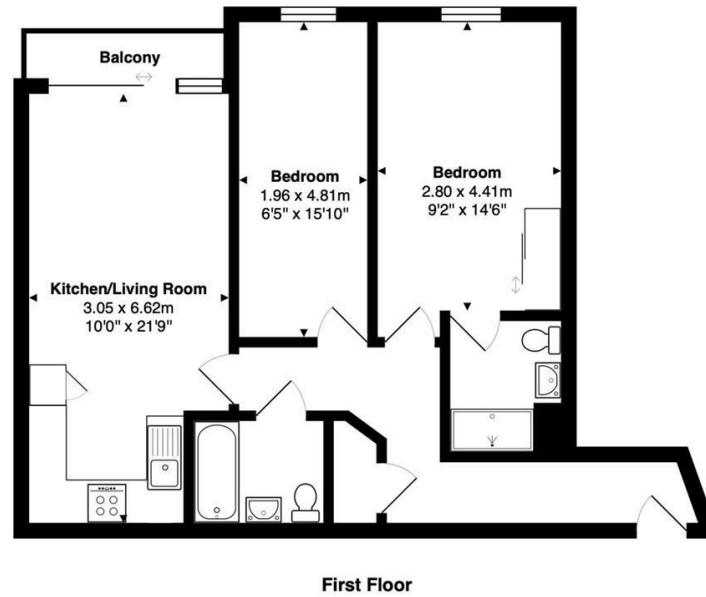 Balcony
Bedroom
1.96 x 4.81m
6'5" x 15'10"
Bedroom
2.80 x 4.41m
9'2" x 14'6"
Kitchen/Living Room
3.05 x 6.62m
10'0" x 21'9"
First Floor